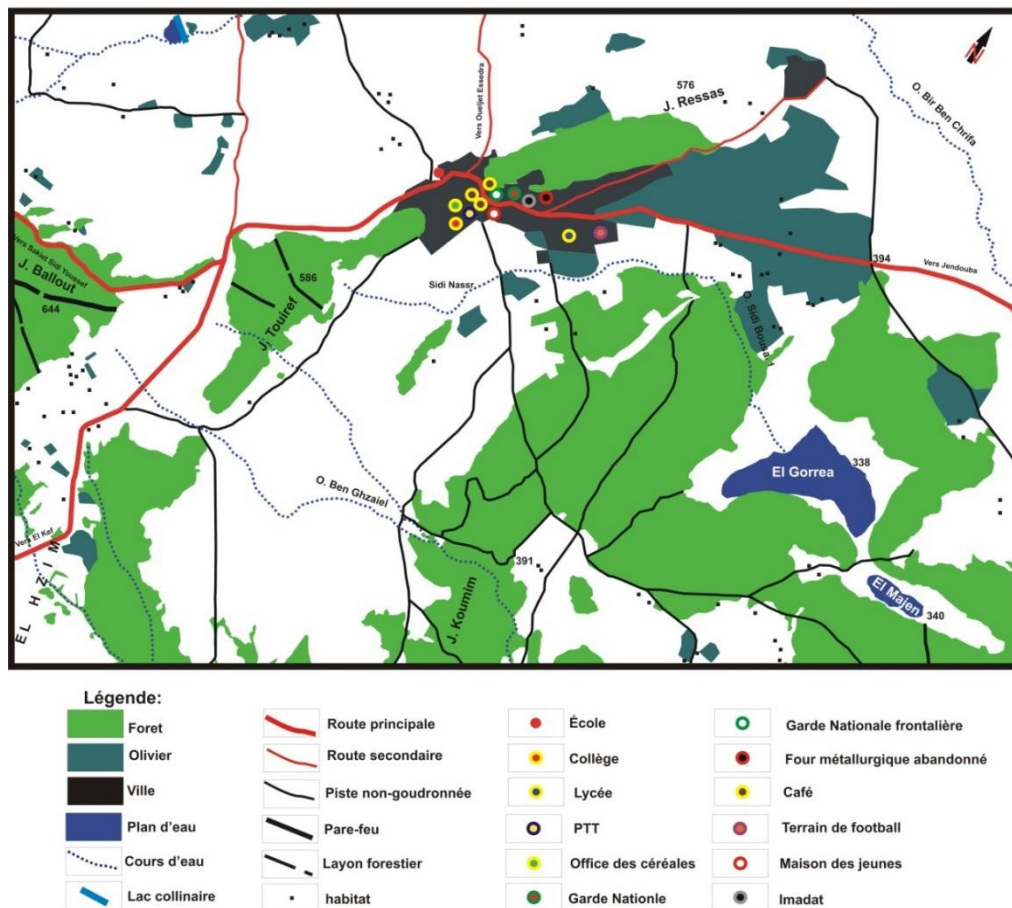 N
576
J. Ressas
Vers Oueljet Essedra
O. Bir Ben Chrifa
Vers Sakiet Sidi Youssef
J. Ballout
644
586
J. Touiref
Sidi Nassr
394
Vers Jendouba
El Gorrea
338
O. Ben Ghzaiel
Vers El Kef
EL HZIM
391
J. Koumim
El Majen
340
Légende:
Foret
Olivier
Ville
Plan d'eau
Cours d'eau
Lac collinaire
Route principale
Route secondaire
Piste non-goudronnée
Pare-feu
Layon forestier
habitat
École
Collège
Lycée
PTT
Office des céréales
Garde Nationle
Garde Nationale frontalière
Four métallurgique abandonné
Café
Terrain de football
Maison des jeunes
Imadat